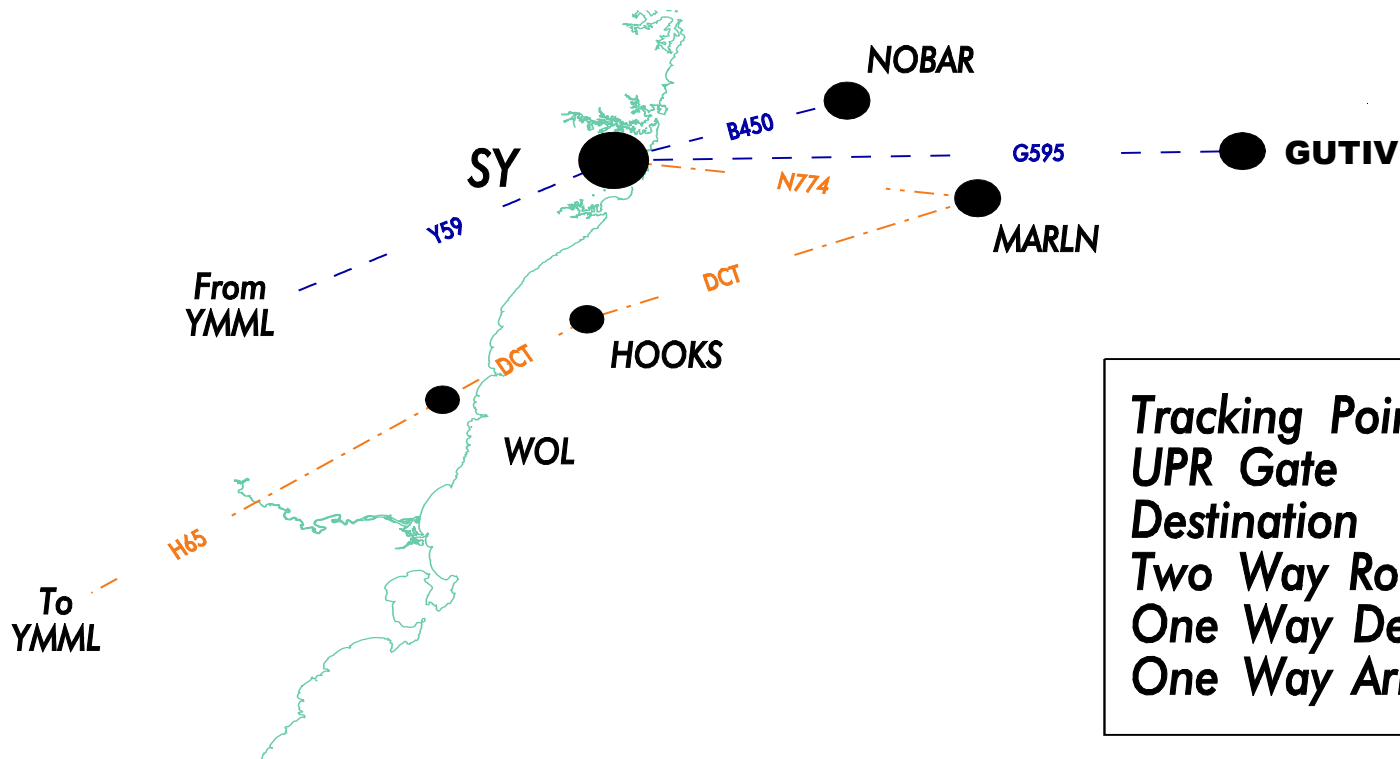 NOBAR
B450
SY
G595
GUTIV
N774
Y59
MARLN
From
YMML
DCT
HOOKS
DCT
WOL
H65
To
YMML
Tracking
UPR Gate
Destination
Two Way
One Way
One Way